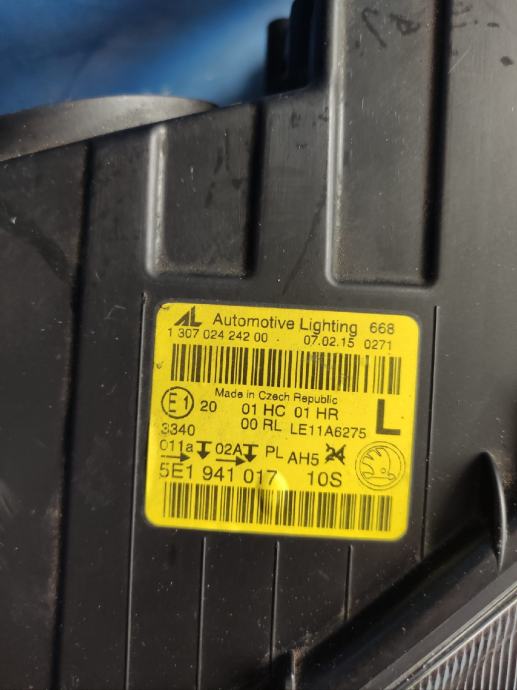 AL Automotive Lighting 668
1 307 024 242 00 07.02.15 0271
Made in Czech Republic
E1 20 01 HC 01 HR L
3340 00 RL LE11A6275
011a 02A PL AH5
5E1 941 017 10S